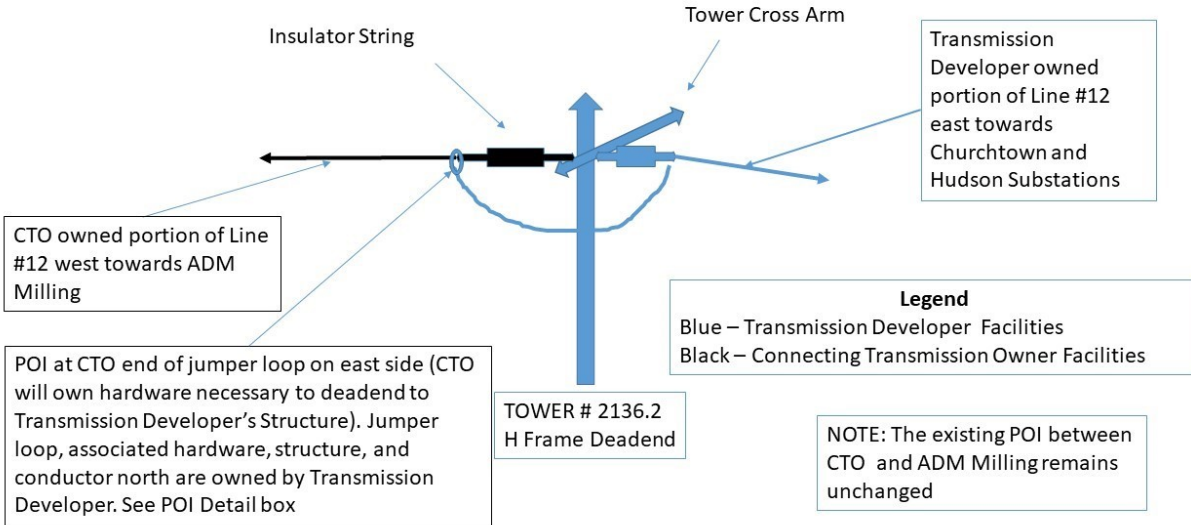 Insulator String
Tower Cross Arm
Transmission
Developer owned
portion of Line #12
east towards
Churchtown and
Hudson Substations
CTO owned portion of Line
#12 west towards ADM
Milling
Legend
Blue – Transmission Developer Facilities
Black – Connecting Transmission Owner Facilities
POI at CTO end of jumper loop on east side (CTO
will own hardware necessary to deadend to
Transmission Developer's Structure). Jumper
loop, associated hardware, structure, and
conductor north are owned by Transmission
Developer. See POI Detail box
TOWER # 2136.2
H Frame Deadend
NOTE: The existing POI between
CTO and ADM Milling remains
unchanged